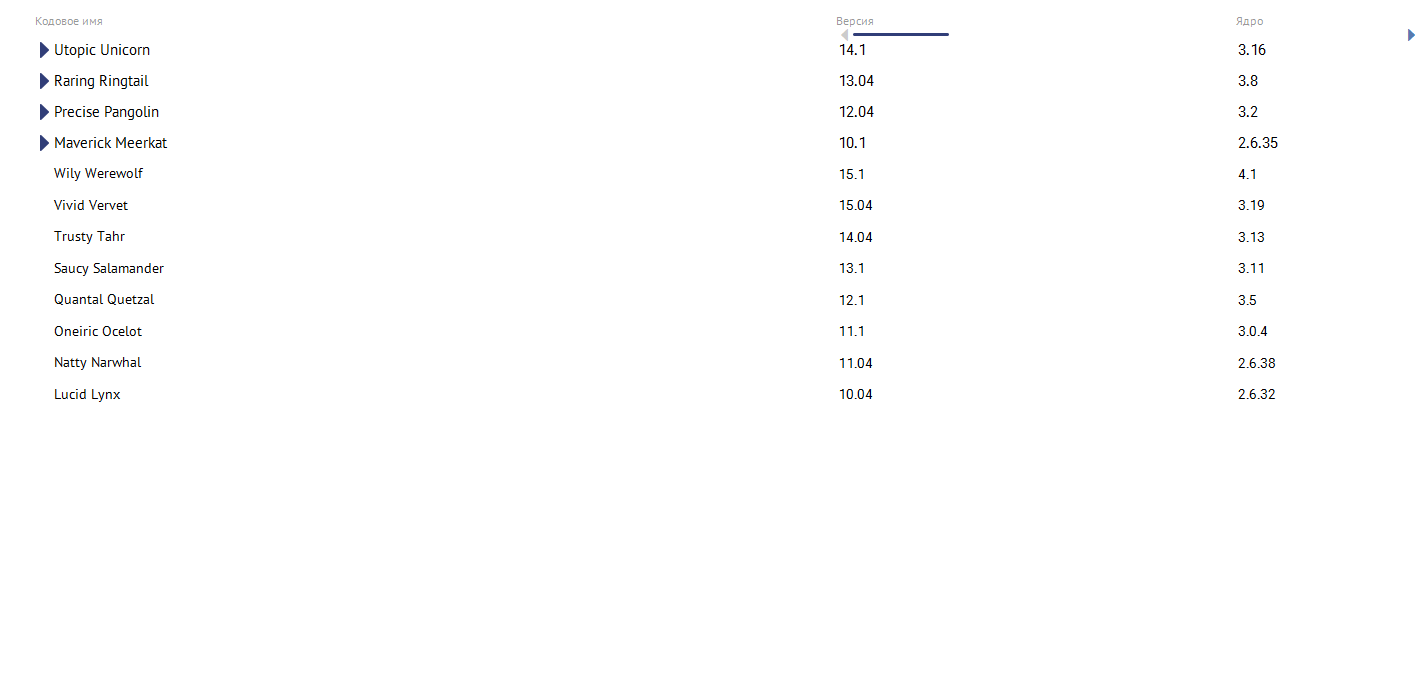 Кодовое имя Версия Ядро
Utopic Unicorn 14.1 3.16
Raring Ringtail 13.04 3.8
Precise Pangolin 12.04 3.2
Maverick Meerkat 10.1 2.6.35
Wily Werewolf 15.1 4.1
Vivid Vervet 15.04 3.19
Trusty Tahr 14.04 3.13
Saucy Salamander 13.1 3.11
Quantal Quetzal 12.1 3.5
Oneiric Ocelot 11.1 3.0.4
Natty Narwhal 11.04 2.6.38
Lucid Lynx 10.04 2.6.32